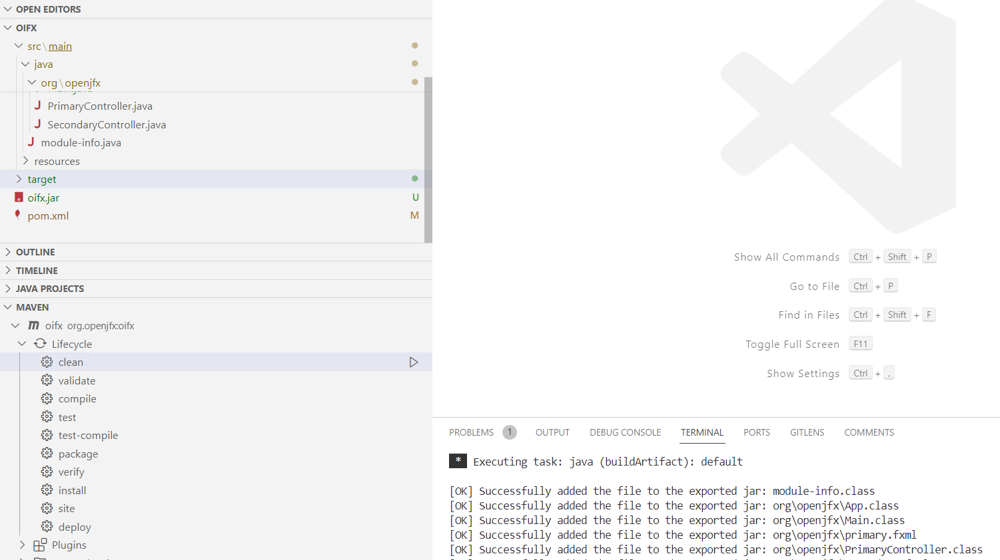 OPEN EDITORS
OIFX
src\main
java
org\openjfx
PrimaryController.java
SecondaryController.java
module-info.java
resources
target
oifx.jar U
pom.xml M
OUTLINE
TIMELINE
JAVA PROJECTS
MAVEN
oifx org.openjfx:oifx
Lifecycle
clean
validate
compile
test
test-compile
package
verify
install
site
deploy
Plugins
Show All Commands Ctrl + Shift + P
Go to File Ctrl + P
Find in Files Ctrl + Shift + F
Toggle Full Screen F11
Show Settings Ctrl + ,
PROBLEMS 1 OUTPUT DEBUG CONSOLE TERMINAL PORTS GITLENS COMMENTS
* Executing task: java (buildArtifact): default
[OK] Successfully added the file to the exported jar: module-info.class
[OK] Successfully added the file to the exported jar: org\openjfx\App.class
[OK] Successfully added the file to the exported jar: org\openjfx\Main.class
[OK] Successfully added the file to the exported jar: org\openjfx\primary.fxml
[OK] Successfully added the file to the exported jar: org\openjfx\PrimaryController.class